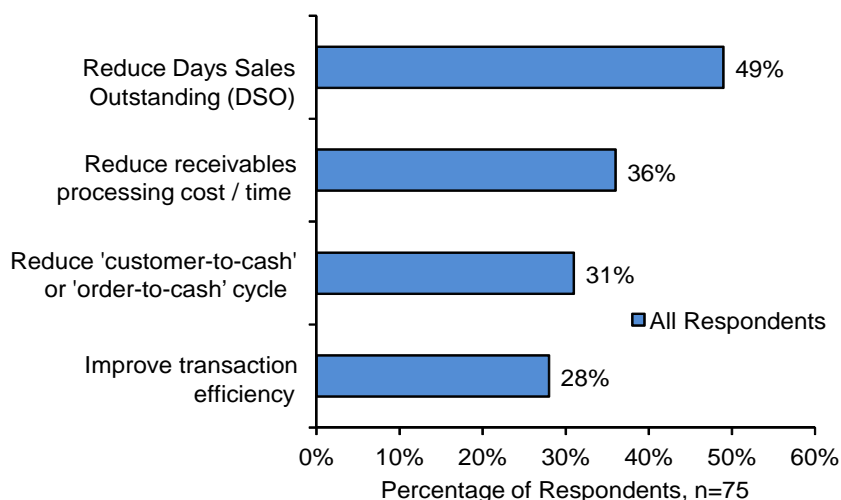 Reduce Days Sales
Outstanding (DSO)
49%
Reduce receivables
processing cost / time
36%
Reduce 'customer-to-cash'
or 'order-to-cash’ cycle
31%
All Respondents
Improve transaction
efficiency
28%
0% 10% 20% 30% 40% 50% 60%
Percentage of Respondents, n=75